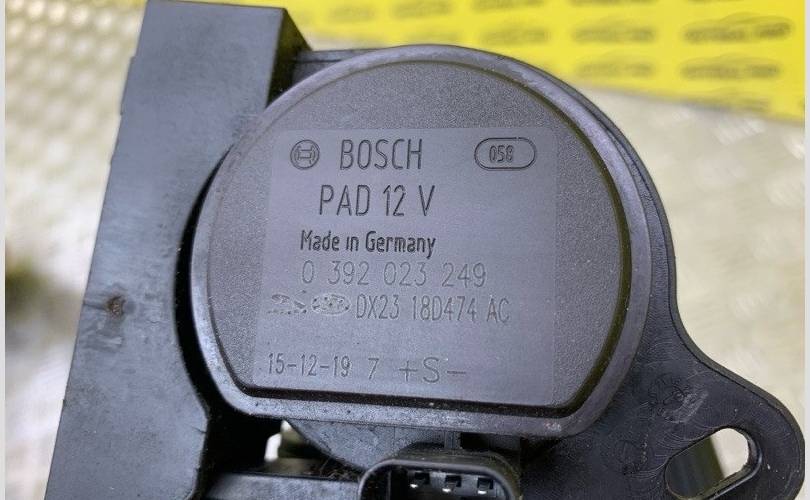 BOSCH 058
PAD 12 V
Made in Germany
0 392 023 249
DX23 18D474 AC
15-12-19 7 +S-